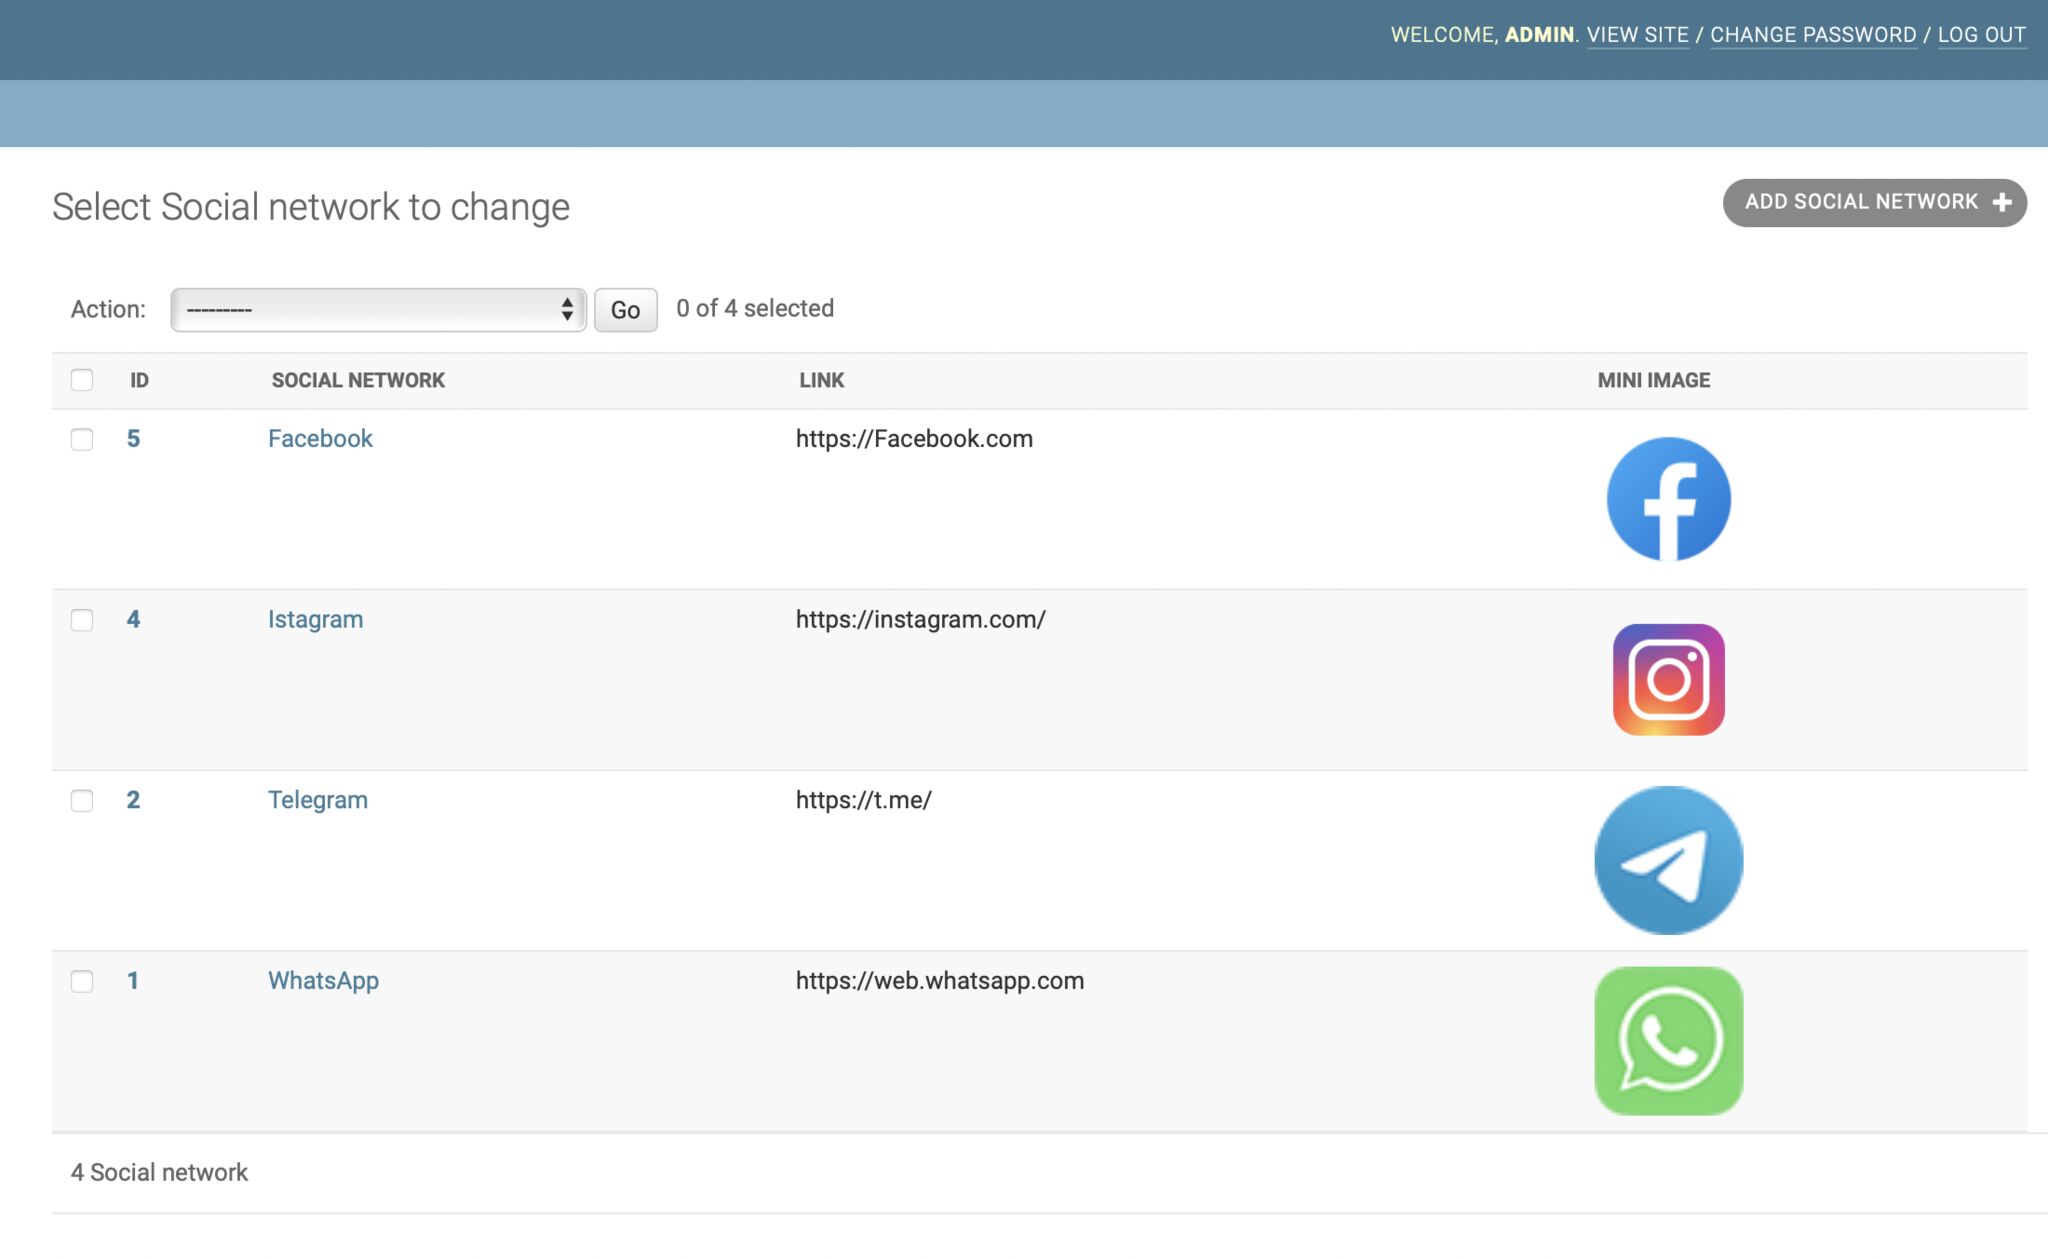 WELCOME, ADMIN. VIEW SITE / CHANGE PASSWORD / LOG OUT
Select Social network to change
ADD SOCIAL NETWORK +
Action: --------- Go 0 of 4 selected
ID SOCIAL NETWORK LINK MINI IMAGE
5 Facebook https://Facebook.com
4 Istagram https://instagram.com/
2 Telegram https://t.me/
1 WhatsApp https://web.whatsapp.com
4 Social network